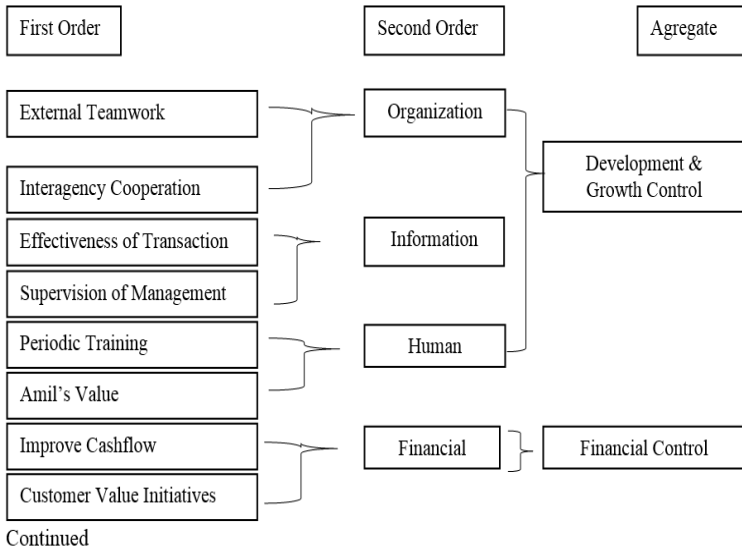 First Order
Second Order
Agregate
External Teamwork
Organization
Development &
Growth Control
Interagency Cooperation
Effectiveness of Transaction
Information
Supervision of Management
Periodic Training
Human
Amil’s Value
Improve Cashflow
Financial
Financial Control
Customer Value Initiatives
Continued